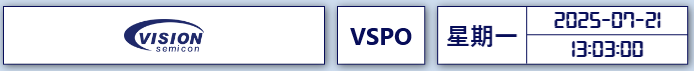 VISION
semicon
VSPO
星期一
2025-07-21
13:03:00